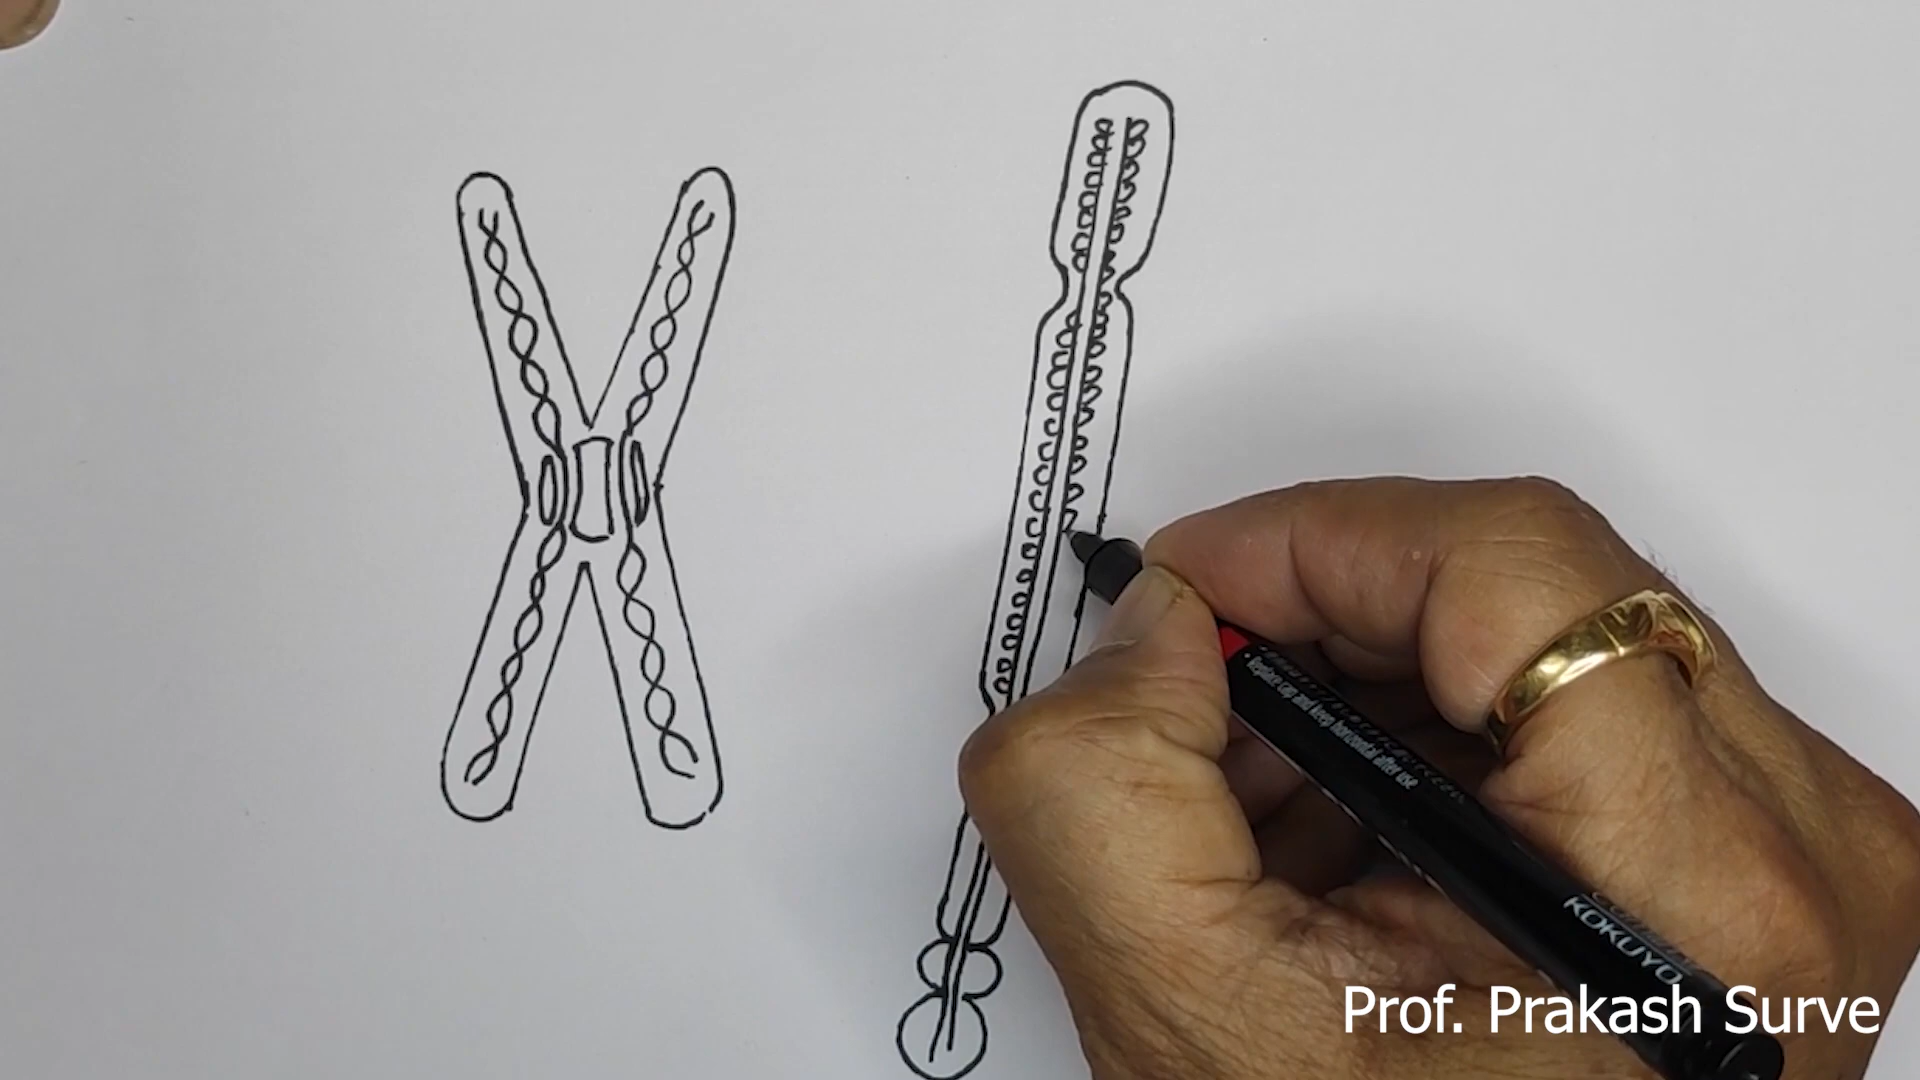 • Replace cap and keep horizontal after use
KOKUYO
Prof. Prakash Surve